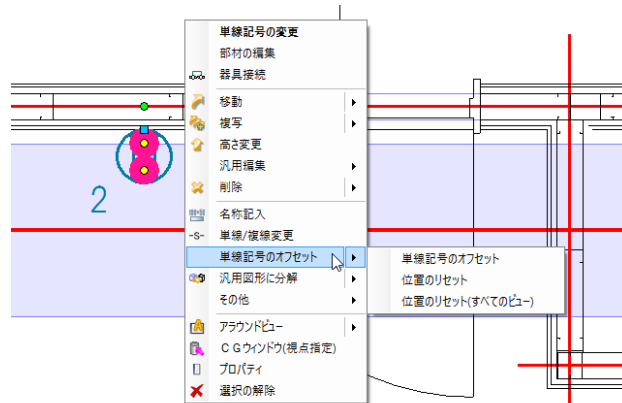 単線記号の変更
部材の編集
器具接続
移動
複写
高さ変更
汎用編集
削除
名称記入
-S- 単線/複線変更
単線記号のオフセット
単線記号のオフセット
汎用図形に分解
位置のリセット
その他
位置のリセット(すべてのビュー)
アラウンドビュー
CGウィンドウ(視点指定)
プロパティ
選択の解除
2